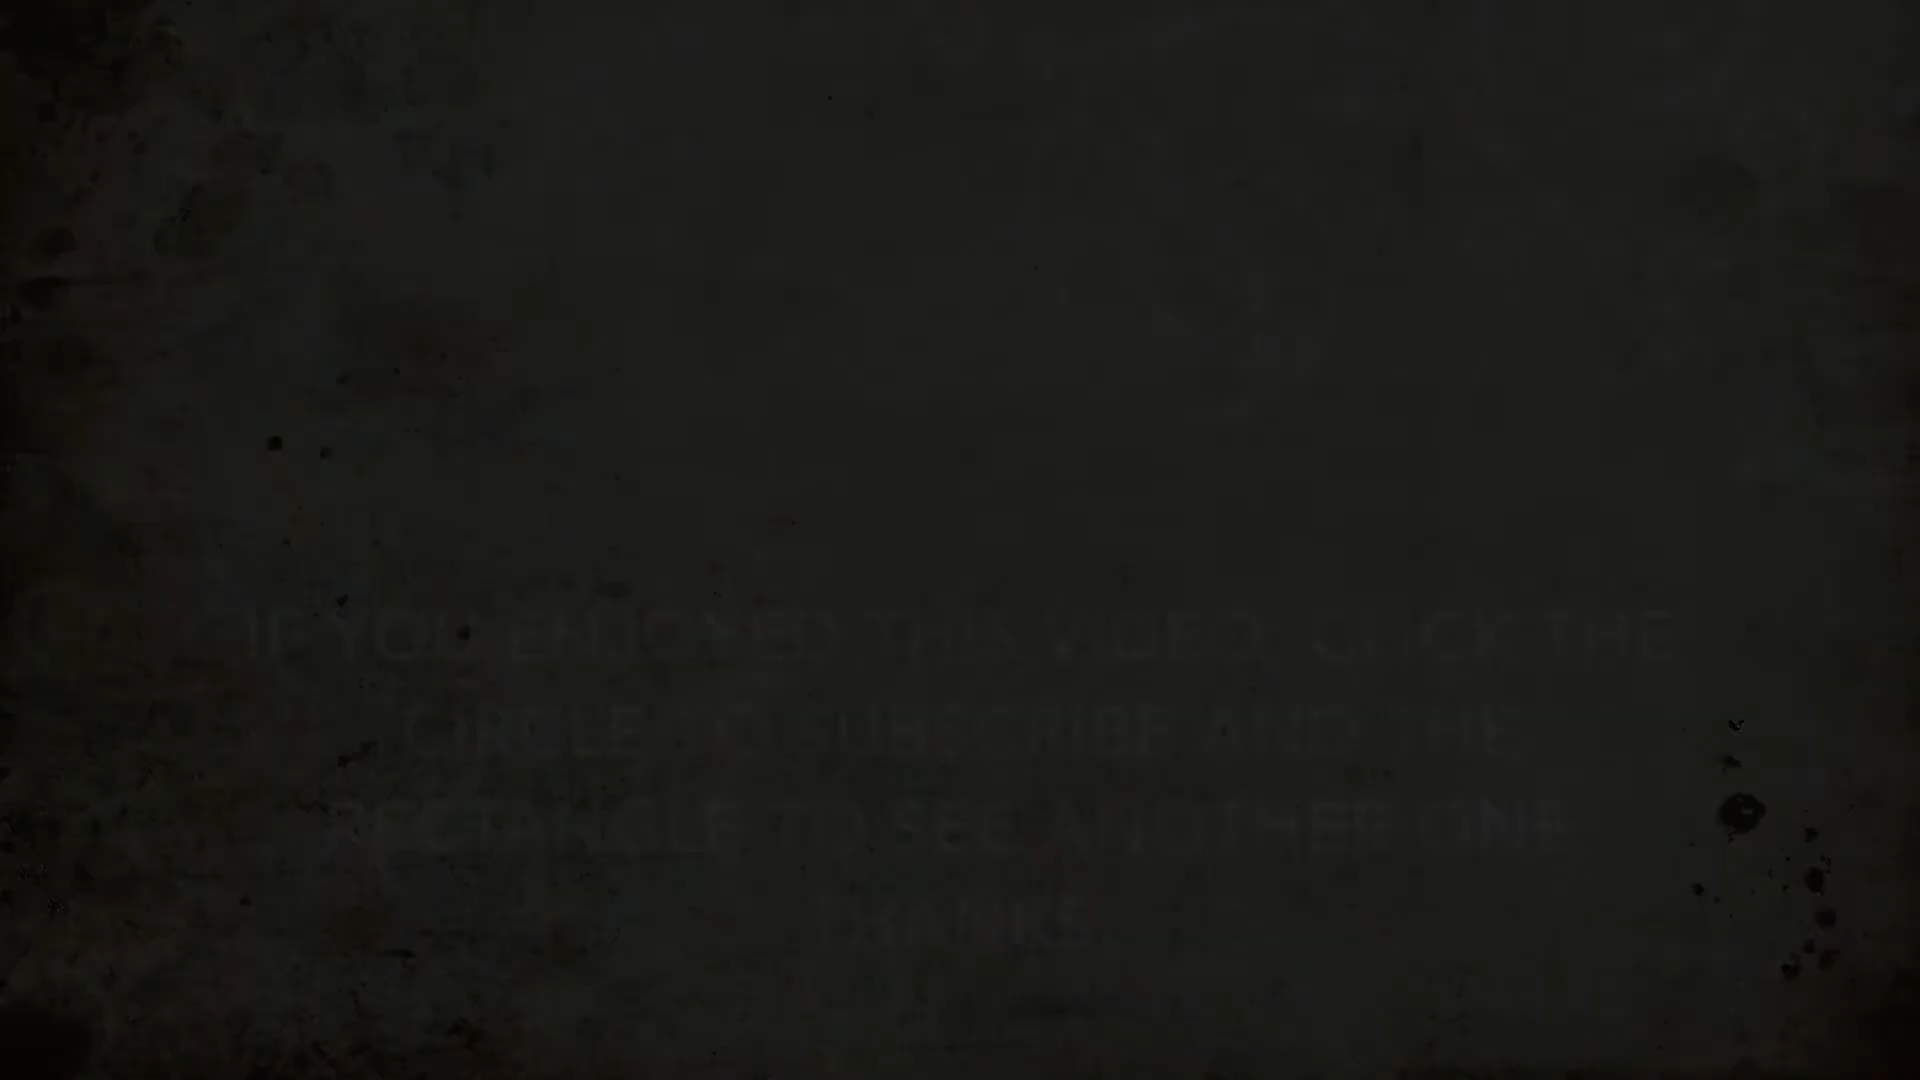 IF YOU ENJOYED THIS VIDEO, CLICK THE
CIRCLE TO SUBSCRIBE AND THE
RECTANGLE TO SEE ANOTHER ONE
THANKS